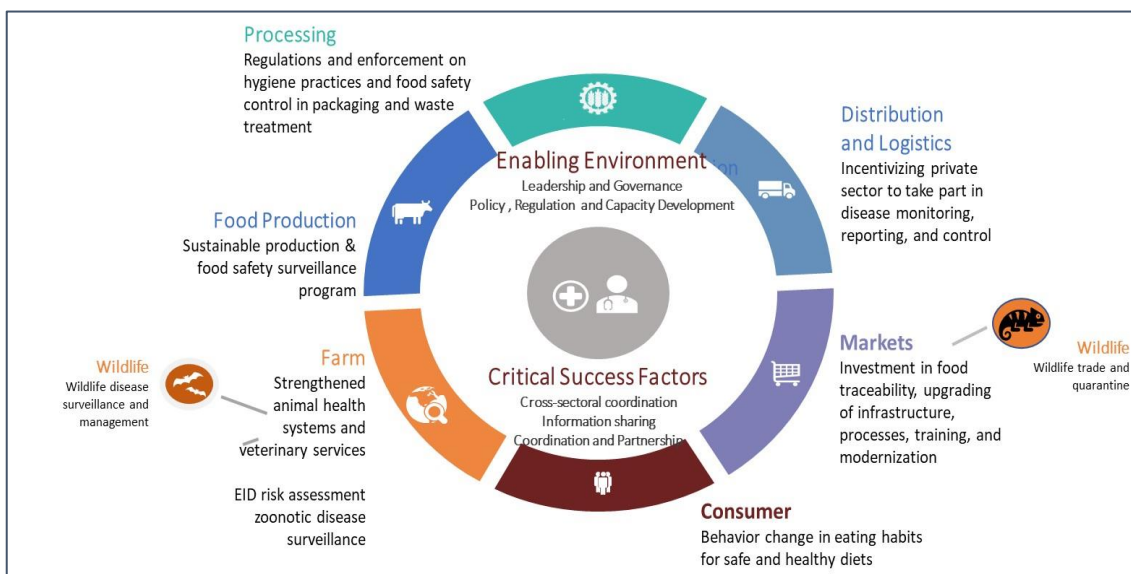 Processing
Regulations and enforcement on
hygiene practices and food safety
control in packaging and waste
treatment
Distribution
and Logistics
Incentivizing private
sector to take part in
disease monitoring,
reporting, and control
Enabling Environment
Leadership and Governance
Policy , Regulation and Capacity Development
Food Production
Sustainable production &
food safety surveillance
program
Markets
Investment in food
traceability, upgrading
of infrastructure,
processes, training, and
modernization
Wildlife
Wildlife trade and
quarantine
Wildlife
Wildlife disease
surveillance and
management
Farm
Strengthened
animal health
systems and
veterinary services
EID risk assessment
zoonotic disease
surveillance
Critical Success Factors
Cross-sectoral coordination
Information sharing
Coordination and Partnership
Consumer
Behavior change in eating habits
for safe and healthy diets